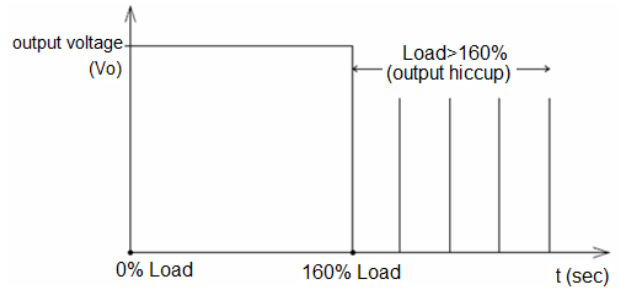 output voltage
(Vo)
Load>160%
(output hiccup)
0% Load
160% Load
t (sec)